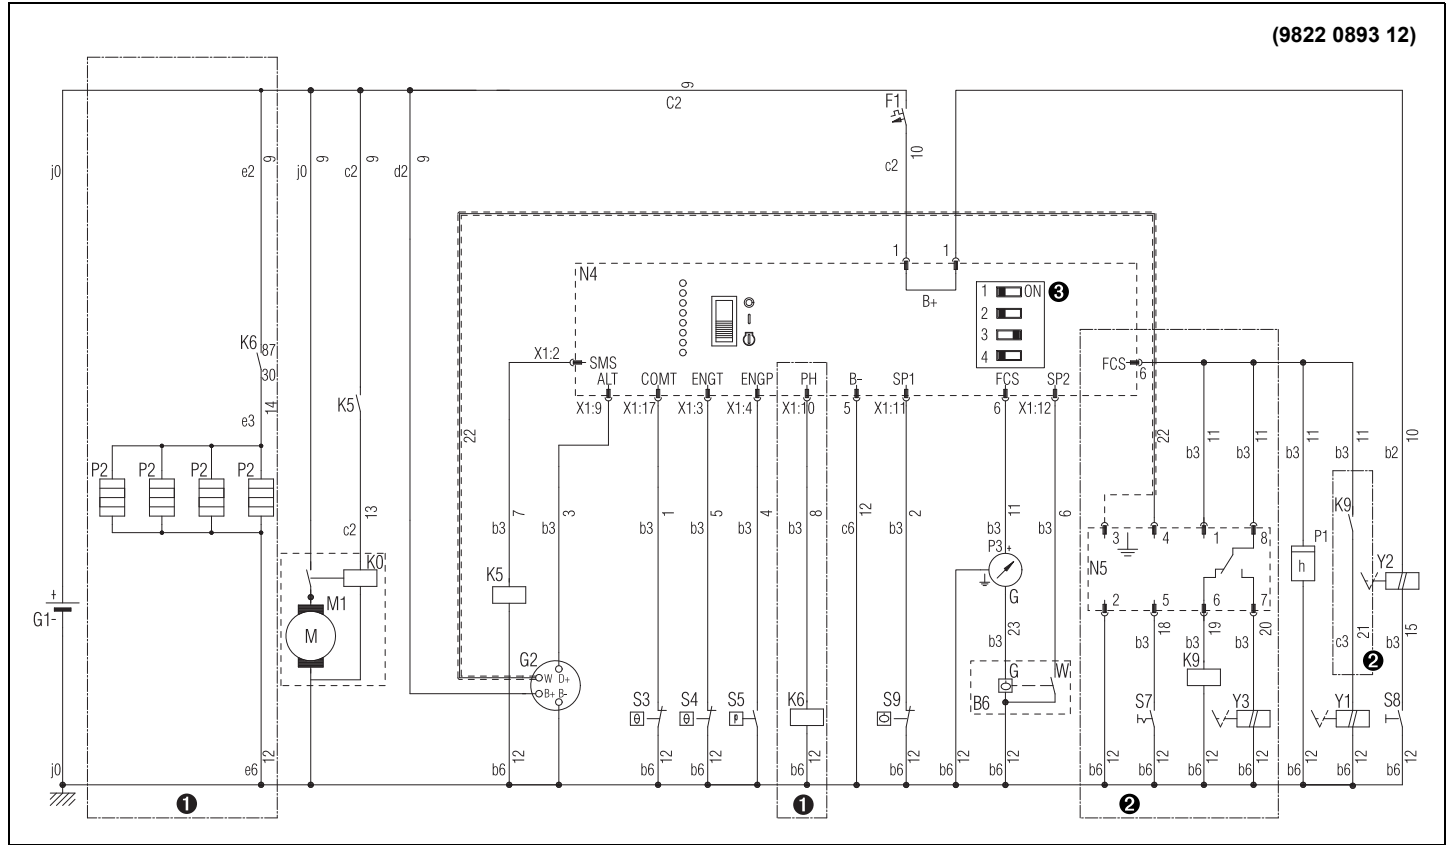 (9822 0893 12)
9
C2
F1
j0
e2
9
j0
9
c2
9
d2
9
c2
10
1
1
N4
B+
1
ON
3
2
3
4
K6
87
30
X1:2
SMS
FCS
6
ALT
COMT
ENGT
ENGP
PH
B-
SP1
FCS
SP2
X1:9
X1:17
X1:3
X1:4
X1:10
5
X1:11
6
X1:12
14
e3
K5
22
22
b3
11
b3
11
b3
11
b3
11
b2
10
P2
P2
P2
P2
c2
13
b3
7
b3
3
b3
1
b3
5
b3
4
b3
8
c6
12
b3
2
b3
11
b3
6
K9
P3
+
G
3
4
1
8
N5
2
5
6
7
P1
h
Y2
K0
M1
M
K5
+
G1-
b3
23
b3
18
b3
19
b3
20
c3
21
b3
15
2
G2
W
D+
B+
B-
G
W
B6
K9
S3
θ
S4
θ
S5
p
K6
S9
S7
Y3
Y1
S8
j0
e6
12
b6
12
b6
12
b6
12
b6
12
b6
12
b6
12
b6
12
b6
12
b6
12
b6
12
b6
12
b6
12
b6
12
b6
12
b6
12
b6
12
1
1
2